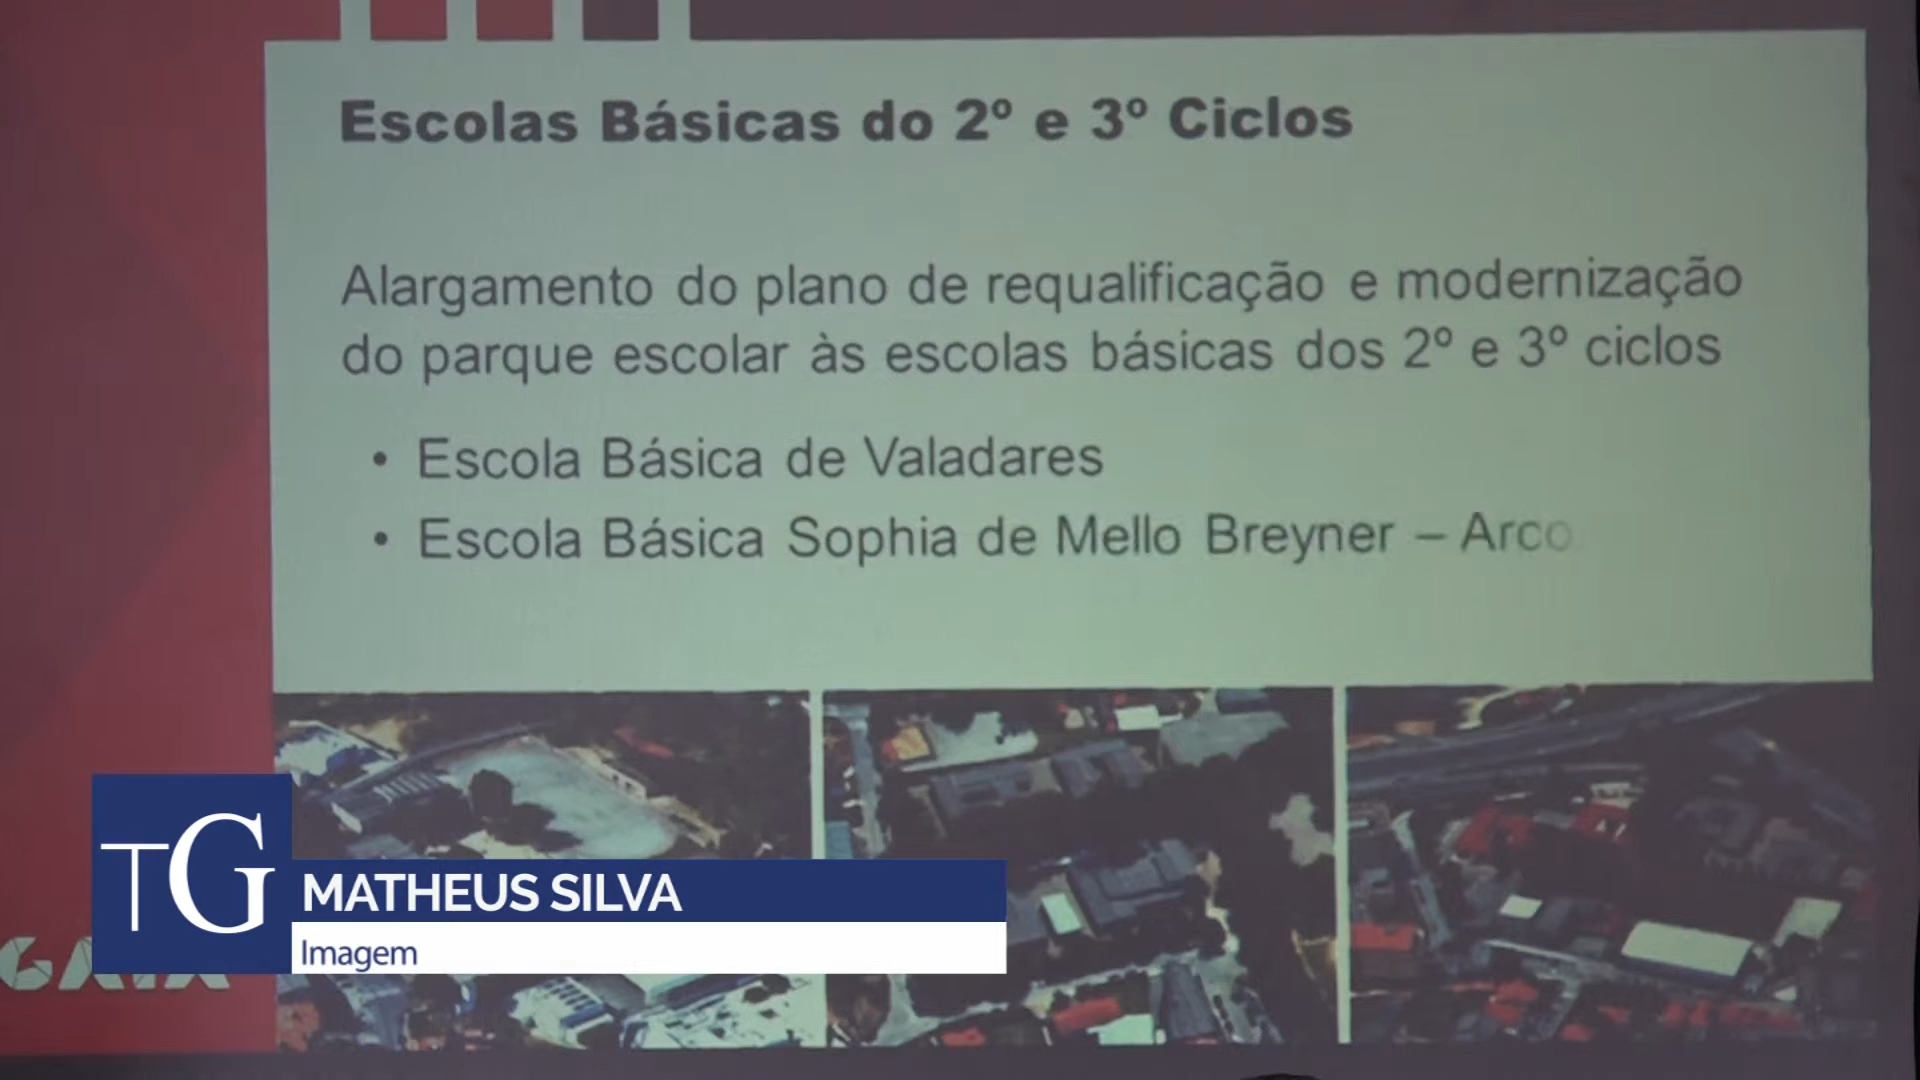 Escolas Básicas do 2º e 3º Ciclos
Alargamento do plano de requalificação e modernização
do parque escolar às escolas básicas dos 2º e 3º ciclos
• Escola Básica de Valadares
• Escola Básica Sophia de Mello Breyner – Arco
TG
MATHEUS SILVA
Imagem
GAIA